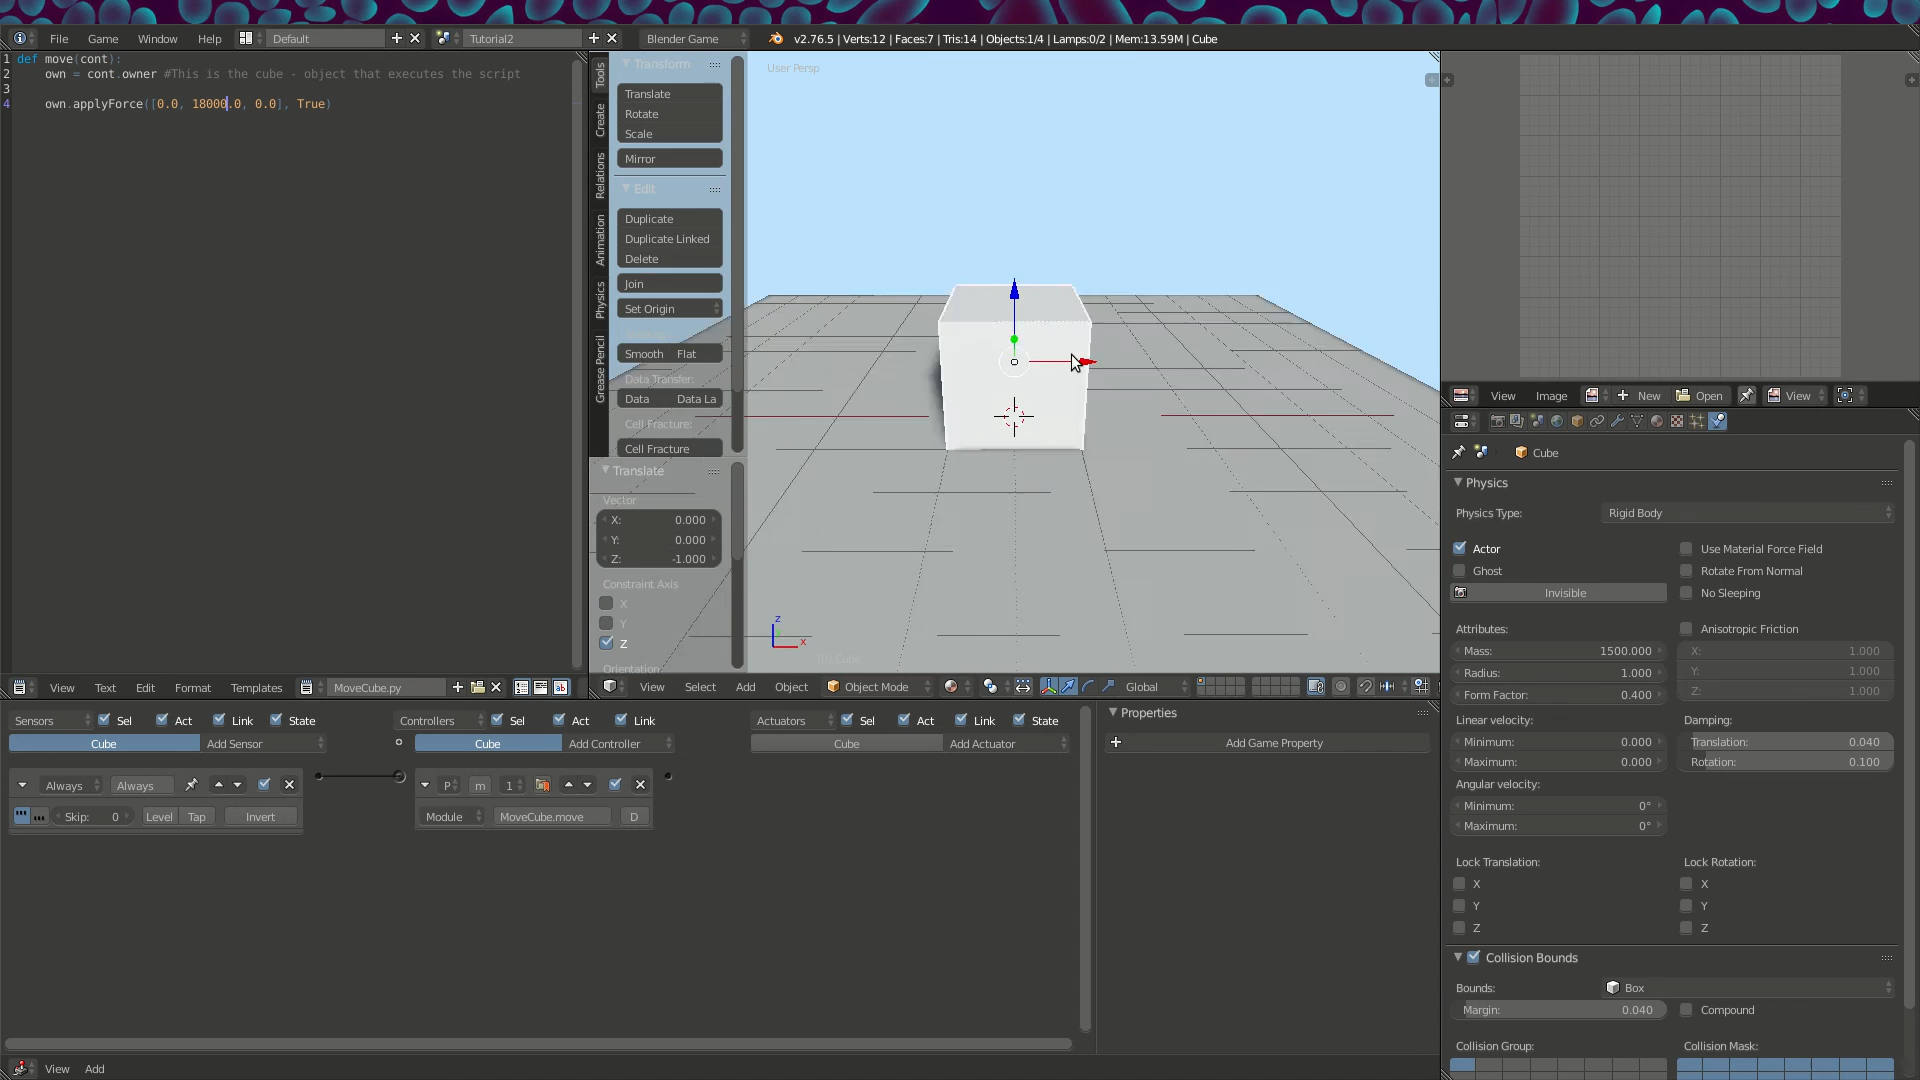 File Game Window Help Default Tutorial2 Blender Game v2.76.5 | Verts:12 | Faces:7 | Tris:14 | Objects:1/4 | Lamps:0/2 | Mem:13.59M | Cube
1 def move(cont):
2 own = cont.owner #This is the cube - object that executes the script
3
4 own.applyForce([0.0, 18000.0, 0.0], True)
View Text Edit Format Templates MoveCube.py
Tools
Create
Relations
Animation
Physics
Grease Pencil
Transform
Translate
Rotate
Scale
Mirror
Edit
Duplicate
Duplicate Linked
Delete
Join
Set Origin
Smooth Flat
Data Transfer:
Data Data La
Cell Fracture:
Cell Fracture
Translate
Vector
X: 0.000
Y: 0.000
Z: -1.000
Constraint Axis
X
Y
Z
Orientation
User Persp
z
x
(1) Cube
View Select Add Object Object Mode Global
View Image New Open View
Cube
Physics
Physics Type: Rigid Body
Actor Use Material Force Field
Ghost Rotate From Normal
Invisible No Sleeping
Attributes: Anisotropic Friction
Mass: 1500.000 X: 1.000
Radius: 1.000 Y: 1.000
Form Factor: 0.400 Z: 1.000
Linear velocity: Damping:
Minimum: 0.000 Translation: 0.040
Maximum: 0.000 Rotation: 0.100
Angular velocity:
Minimum: 0°
Maximum: 0°
Lock Translation: Lock Rotation:
X X
Y Y
Z Z
Collision Bounds
Bounds: Box
Margin: 0.040 Compound
Collision Group: Collision Mask:
Sensors Sel Act Link State Controllers Sel Act Link Actuators Sel Act Link State
Cube Add Sensor Cube Add Controller Cube Add Actuator
Always Always P m 1
Skip: 0 Level Tap Invert Module MoveCube.move D
Properties
Add Game Property
View Add